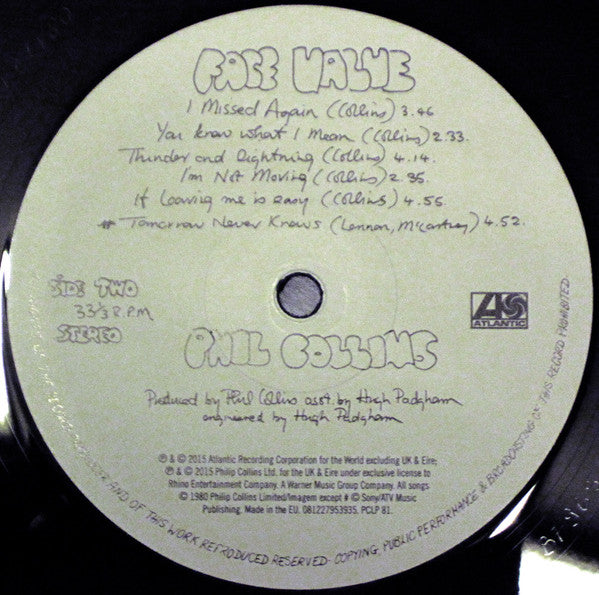 FACE VALUE
I Missed Again (Collins) 3.46
You know what I Mean (Collins) 2.33.
Thunder and Lightning (Collins) 4.14.
I'm Not Moving (Collins) 2.35.
If leaving me is easy (Collins) 4.55.
# Tomorrow Never Knows (Lennon, McCartney) 4.52.
SIDE TWO
33⅓ R.P.M
STEREO
ATLANTIC
PHIL COLLINS
Produced by Phil Collins asst. by Hugh Padgham
engineered by Hugh Padgham
℗ & © 2015 Atlantic Recording Corporation for the World excluding UK & Eire;
℗ & © 2015 Philip Collins Ltd. for the UK & Eire under exclusive license to
Rhino Entertainment Company. A Warner Music Group Company. All songs
© 1980 Philip Collins Limited/Imagem except # © Sony/ATV Music
Publishing. Made in the EU. 081227953935. PCLP 81.
AND OF THIS WORK REPRODUCED RESERVED · COPYING, PUBLIC PERFORMANCE & BROADCASTING OF THIS RECORD PROHIBITED.